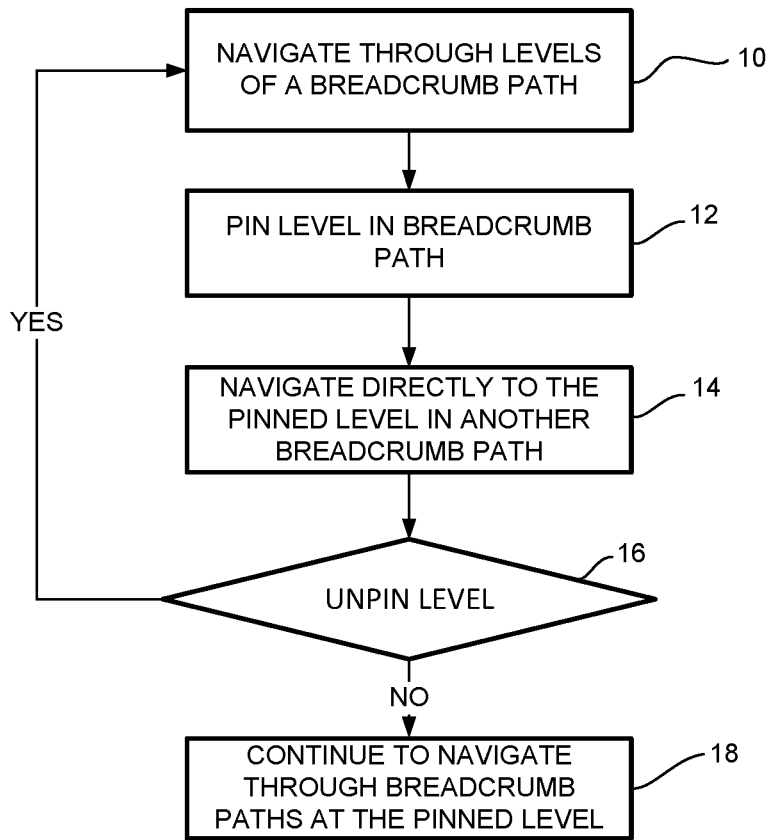 NAVIGATE THROUGH LEVELS
OF A BREADCRUMB PATH
10
PIN LEVEL IN BREADCRUMB
PATH
12
YES
NAVIGATE DIRECTLY TO THE
PINNED LEVEL IN ANOTHER
BREADCRUMB PATH
14
UNPIN LEVEL
16
NO
CONTINUE TO NAVIGATE
THROUGH BREADCRUMB
PATHS AT THE PINNED LEVEL
18